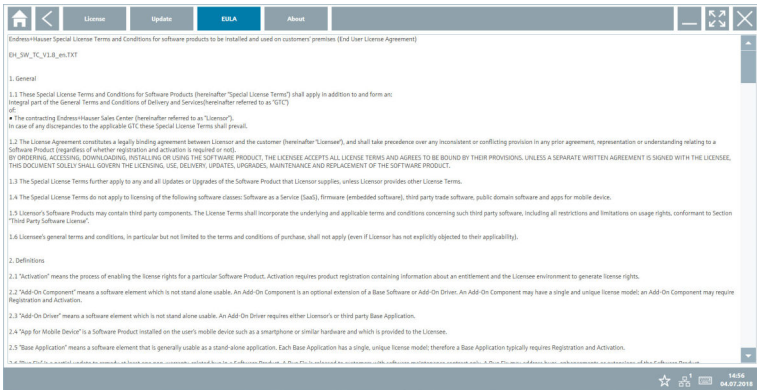 License
Update
EULA
About
Endress+Hauser Special License Terms and Conditions for software products to be installed and used on customers' premises (End User License Agreement)
EH_SW_TC_V1.8_en.TXT
1. General
1.1 These Special License Terms and Conditions for Software Products (hereinafter "Special License Terms") shall apply in addition to and form an:
Integral part of the General Terms and Conditions of Delivery and Services(hereinafter referred to as "GTC")
of:
• The contracting Endress+Hauser Sales Center (hereinafter referred to as "Licensor").
In case of any discrepancies to the applicable GTC these Special License Terms shall prevail.
1.2 The License Agreement constitutes a legally binding agreement between Licensor and the customer (hereinafter "Licensee"), and shall take precedence over any inconsistent or conflicting provision in any prior agreement, representation or understanding relating to a
Software Product (regardless of whether registration and activation is required or not).
BY ORDERING, ACCESSING, DOWNLOADING, INSTALLING OR USING THE SOFTWARE PRODUCT, THE LICENSEE ACCEPTS ALL LICENSE TERMS AND AGREES TO BE BOUND BY THEIR PROVISIONS. UNLESS A SEPARATE WRITTEN AGREEMENT IS SIGNED WITH THE LICENSEE,
THIS DOCUMENT SOLELY SHALL GOVERN THE LICENSING, USE, DELIVERY, UPDATES, UPGRADES, MAINTENANCE AND REPLACEMENT OF THE SOFTWARE PRODUCT.
1.3 The Special License Terms further apply to any and all Updates or Upgrades of the Software Product that Licensor supplies, unless Licensor provides other License Terms.
1.4 The Special License Terms do not apply to licensing of the following software classes: Software as a Service (SaaS), firmware (embedded software), third party trade software, public domain software and apps for mobile device.
1.5 Licensor's Software Products may contain third party components. The License Terms shall incorporate the underlying and applicable terms and conditions concerning such third party software, including all restrictions and limitations on usage rights, conformant to Section
"Third Party Software License".
1.6 Licensee's general terms and conditions, in particular but not limited to the terms and conditions of purchase, shall not apply (even if Licensor has not explicitly objected to their applicability).
2. Definitions
2.1 "Activation" means the process of enabling the license rights for a particular Software Product. Activation requires product registration containing information about an entitlement and the Licensee environment to generate license rights.
2.2 "Add-On Component" means a software element which is not stand alone usable. An Add-On Component is an optional extension of a Base Software or Add-On Driver. An Add-On Component may have a single and unique license model; an Add-On Component may require
Registration and Activation.
2.3 "Add-On Driver" means a software element which is not stand alone usable. An Add-On Driver requires either Licensor's or third party Base Application.
2.4 "App for Mobile Device" is a Software Product installed on the user's mobile device such as a smartphone or similar hardware and which is provided to the Licensee.
2.5 "Base Application" means a software element that is generally usable as a stand-alone application. Each Base Application has a single, unique license model; therefore a Base Application typically requires Registration and Activation.
1
14:56
04.07.2018